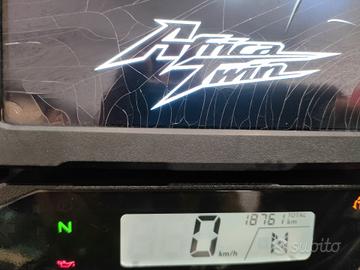 Africa
Twin
N
0
km/h
18761
TOTAL
km
N
subito